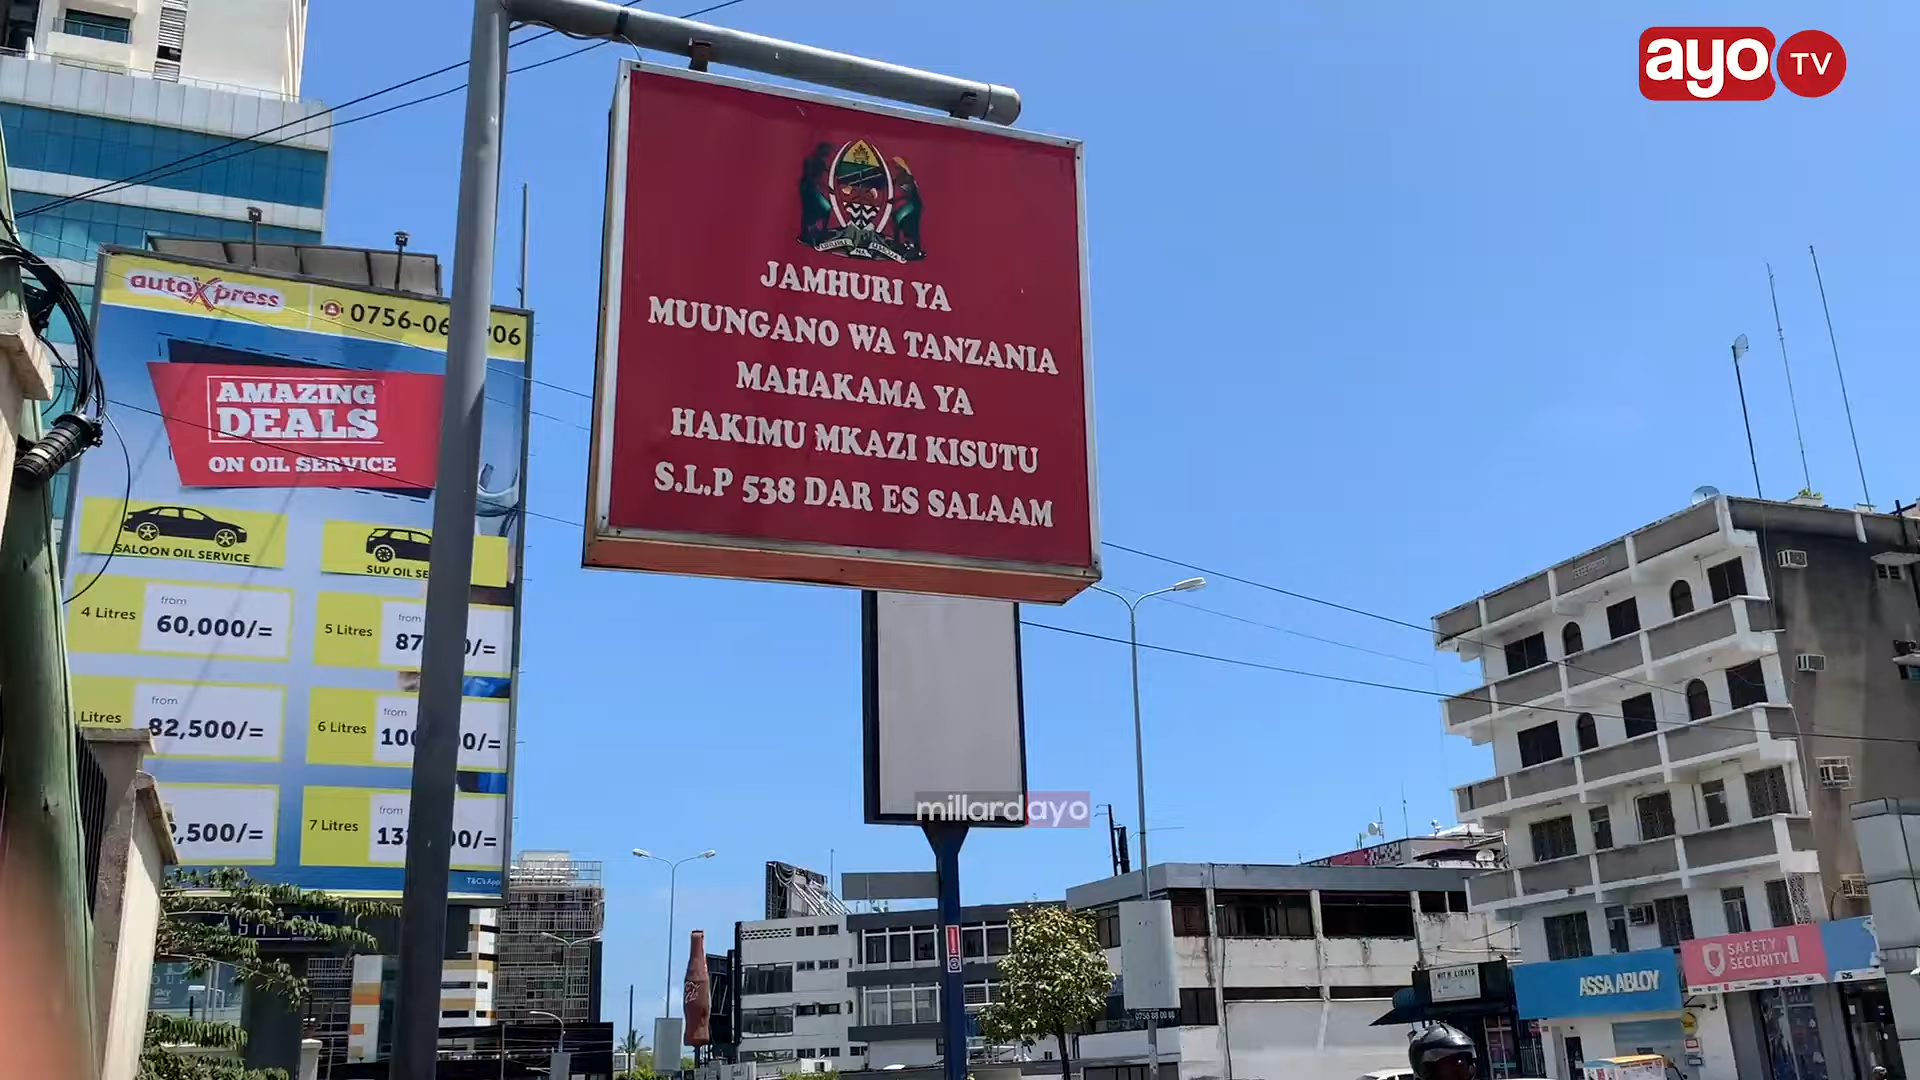 ayo TV
JAMHURI YA
MUUNGANO WA TANZANIA
MAHAKAMA YA
HAKIMU MKAZI KISUTU
S.L.P 538 DAR ES SALAAM
autoXpress
AMAZING
DEALS
ON OIL SERVICE
SALOON OIL SERVICE
4 Litres
from
60,000/=
5 Litres
from
Litres
from
82,500/=
6 Litres
from
7 Litres
from
millardayo
ASSA ABLOY
SAFETY
SECURITY